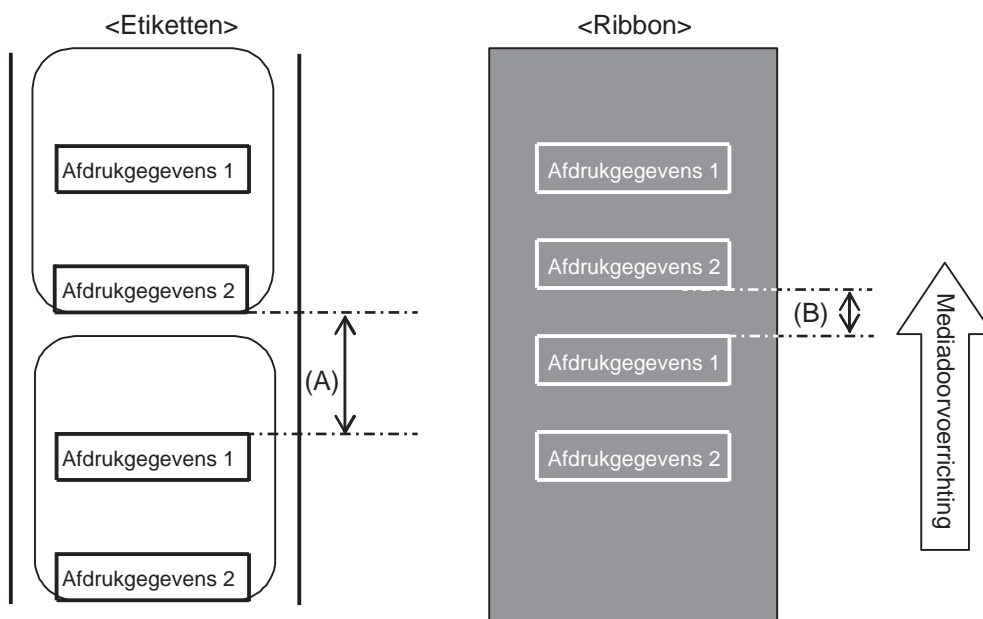 <Etiketten>
Afdrukgegevens 1
Afdrukgegevens 2
(A)
Afdrukgegevens 1
Afdrukgegevens 2
<Ribbon>
Afdrukgegevens 1
Afdrukgegevens 2
(B)
Afdrukgegevens 1
Afdrukgegevens 2
Mediadoorvoerrichting